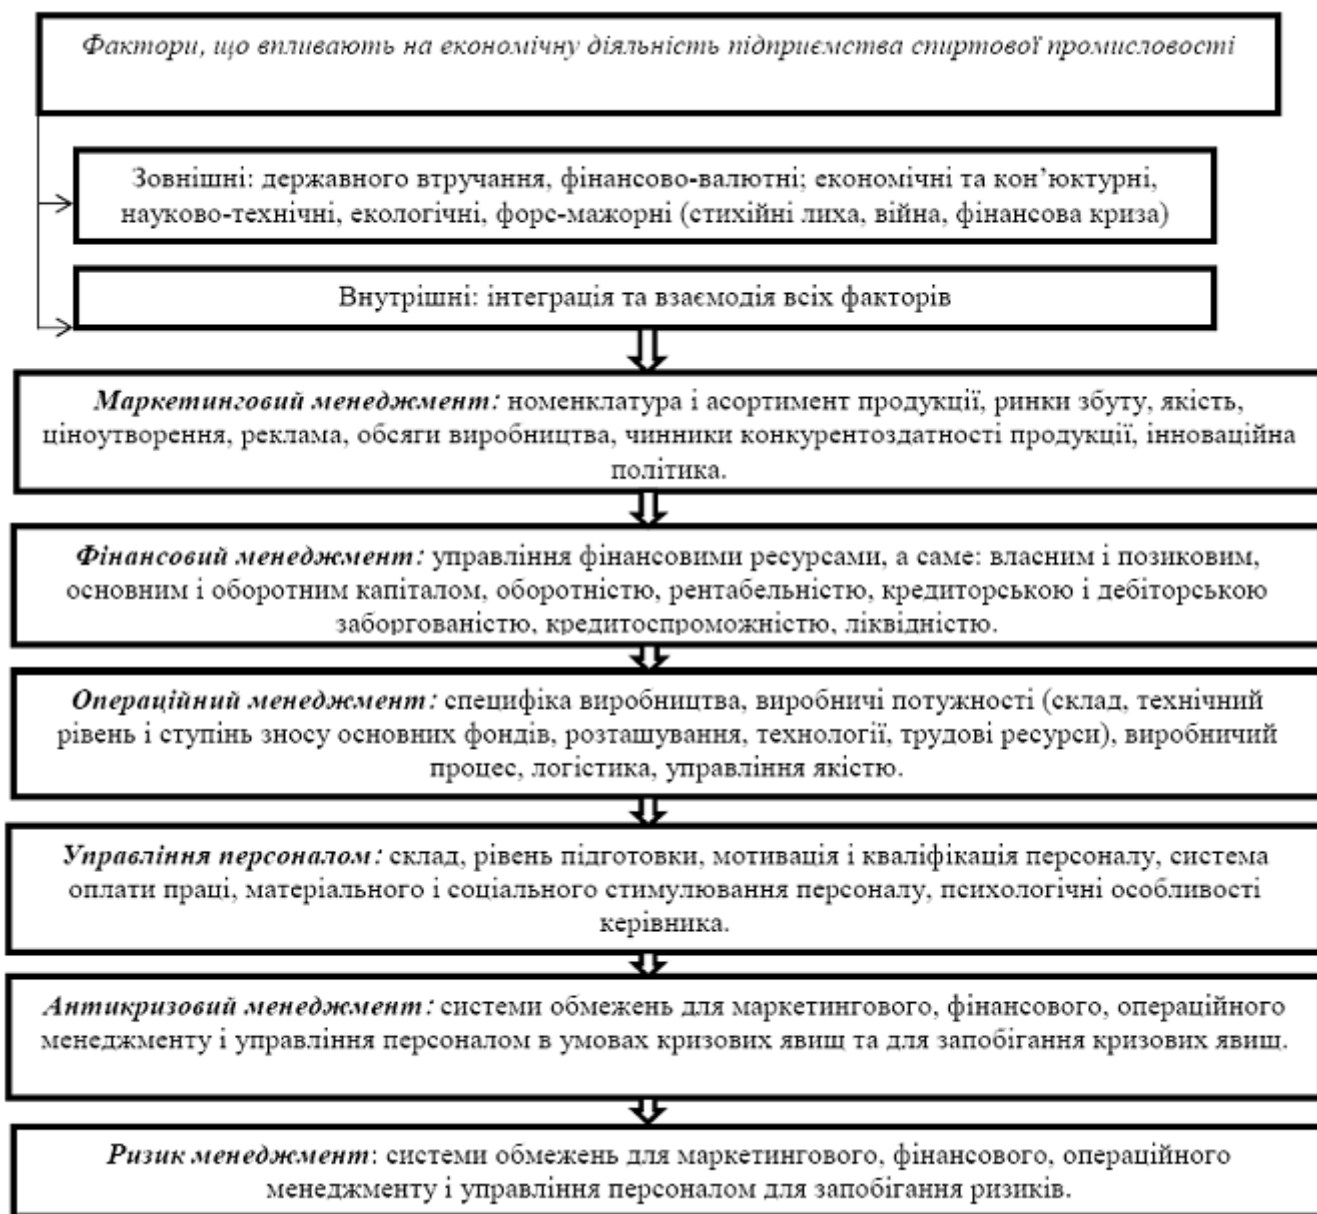 Фактори, що впливають на економічну діяльність підприємства спиртової промисловості
Зовнішні: державного втручання, фінансово-валютні; економічні та кон’юктурні,
науково-технічні, екологічні, форс-мажорні (стихійні лиха, війна, фінансова криза)
Внутрішні: інтеграція та взаємодія всіх факторів
Маркетинговий менеджмент: номенклатура і асортимент продукції, ринки збуту, якість,
ціноутворення, реклама, обсяги виробництва, чинники конкурентоздатності продукції, інноваційна
політика.
Фінансовий менеджмент: управління фінансовими ресурсами, а саме: власним і позиковим,
основним і оборотним капіталом, оборотністю, рентабельністю, кредиторською і дебіторською
заборгованістю, кредитоспроможністю, ліквідністю.
Операційний менеджмент: специфіка виробництва, виробничі потужності (склад, технічний
рівень і ступінь зносу основних фондів, розташування, технології, трудові ресурси), виробничий
процес, логістика, управління якістю.
Управління персоналом: склад, рівень підготовки, мотивація і кваліфікація персоналу, система
оплати праці, матеріального і соціального стимулювання персоналу, психологічні особливості
керівника.
Антикризовий менеджмент: системи обмежень для маркетингового, фінансового, операційного
менеджменту і управління персоналом в умовах кризових явищ та для запобігання кризових явищ.
Ризик менеджмент: системи обмежень для маркетингового, фінансового, операційного
менеджменту і управління персоналом для запобігання ризиків.